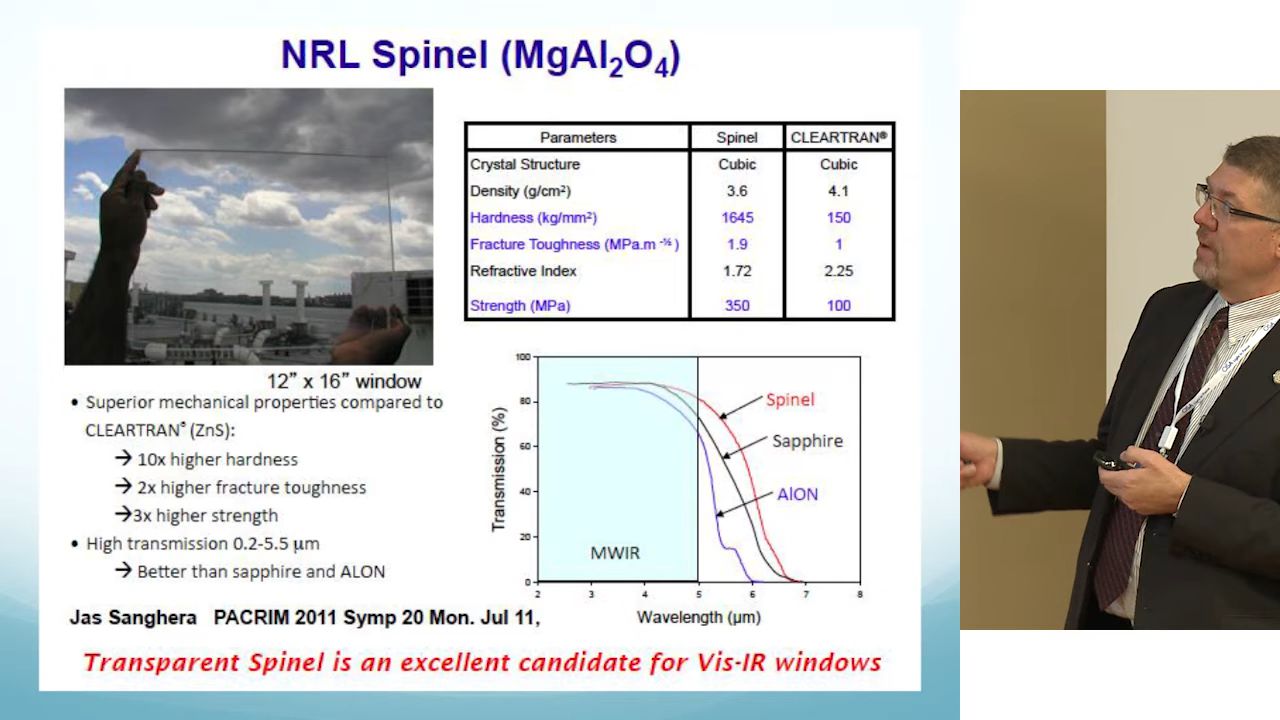 NRL Spinel (MgAl₂O₄)
Parameters Spinel CLEARTRAN®
Crystal Structure Cubic Cubic
Density (g/cm²) 3.6 4.1
Hardness (kg/mm²) 1645 150
Fracture Toughness (MPa.m -½ ) 1.9 1
Refractive Index 1.72 2.25
Strength (MPa) 350 100
12” x 16” window
• Superior mechanical properties compared to
CLEARTRAN® (ZnS):
→ 10x higher hardness
→ 2x higher fracture toughness
→3x higher strength
• High transmission 0.2-5.5 µm
→ Better than sapphire and ALON
Transmission (%)
100
80
60
40
20
0
2 3 4 5 6 7 8
Wavelength (µm)
MWIR
Spinel
Sapphire
AlON
Jas Sanghera PACRIM 2011 Symp 20 Mon. Jul 11,
Transparent Spinel is an excellent candidate for Vis-IR windows